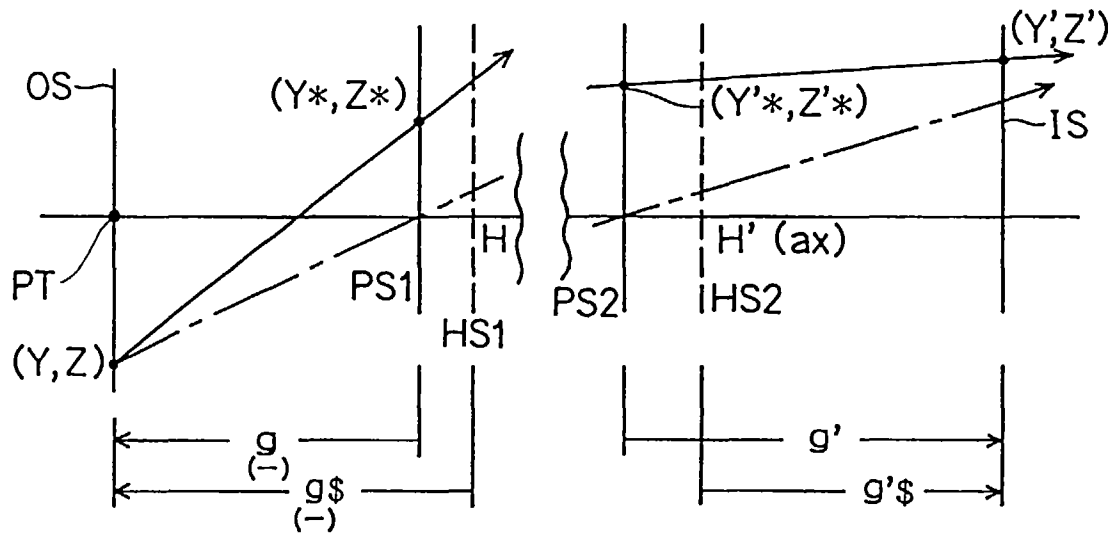 OS
(Y*,Z*)
(Y',Z')
(Y'*,Z'*)
IS
PT
PS1
H
HS1
PS2
H' (ax)
HS2
(Y,Z)
g
(−)
g'
g$
(−)
g'$